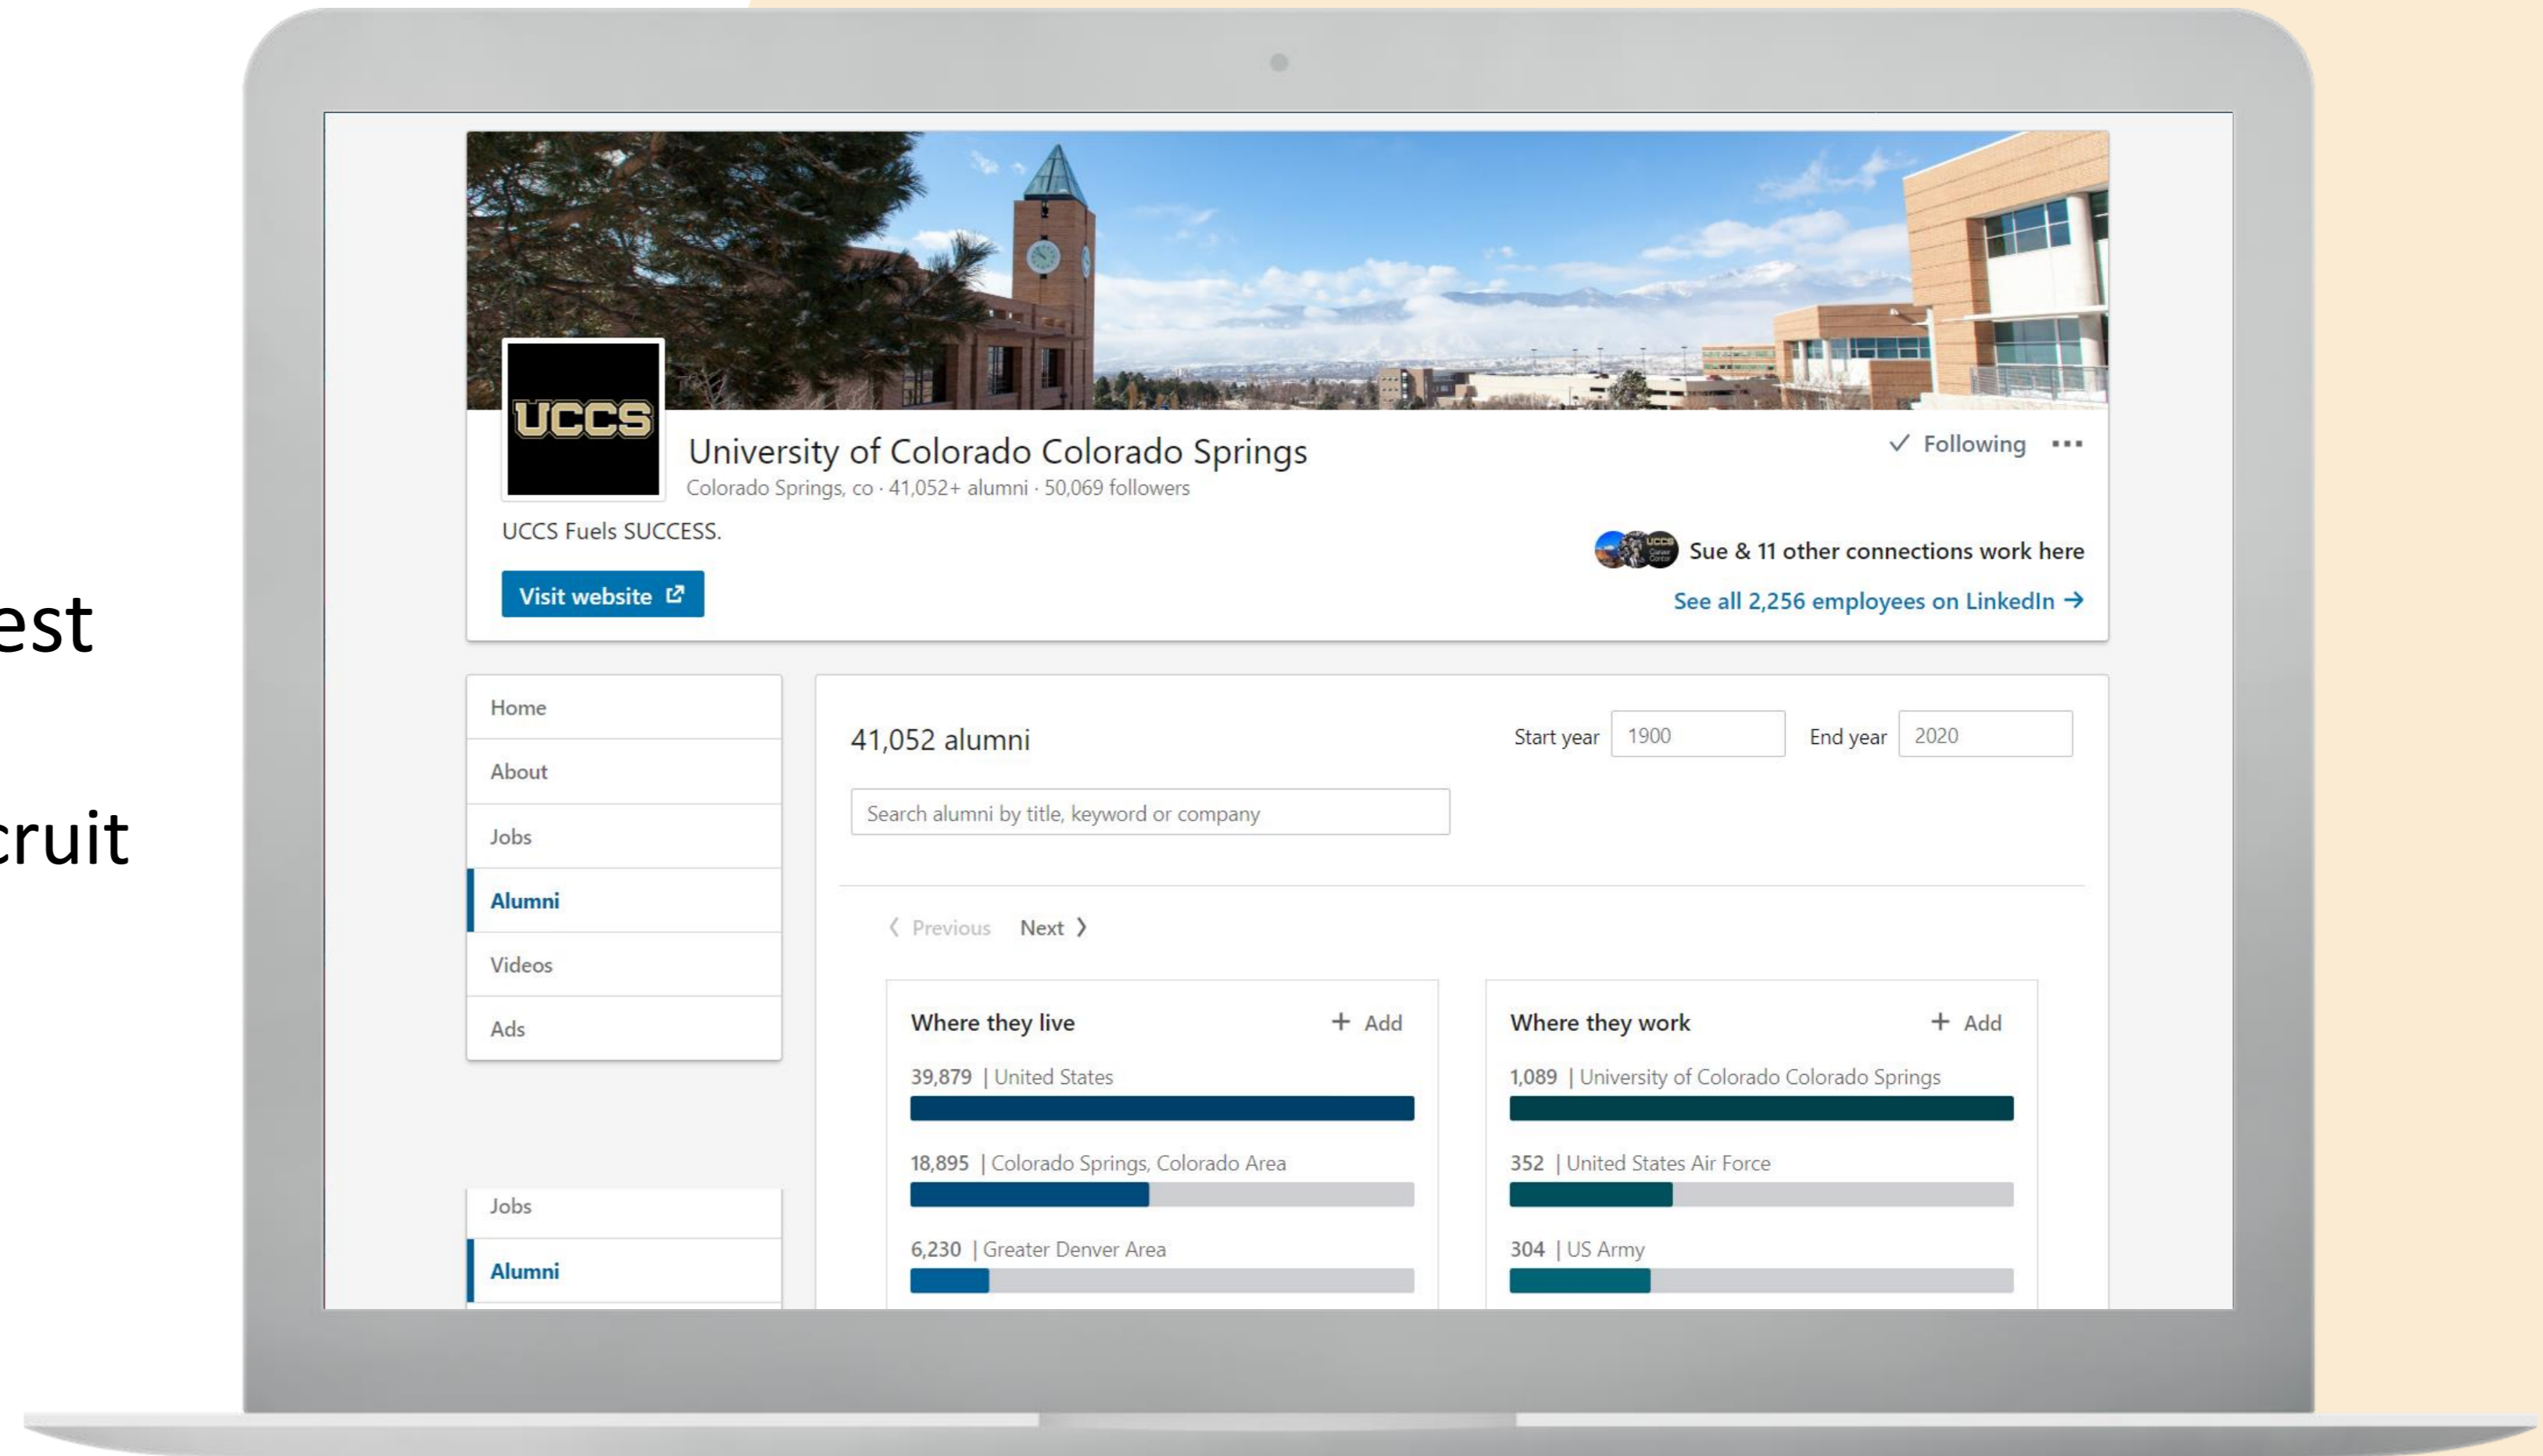 est
cruit
UCCS
University of Colorado Colorado Springs
Colorado Springs, co · 41,052+ alumni · 50,069 followers
✓ Following ···
UCCS Fuels SUCCESS.
UCCS
Career
Center
Sue & 11 other connections work here
Visit website
See all 2,256 employees on LinkedIn →
Home
About
Jobs
Alumni
Videos
Ads
Jobs
Alumni
41,052 alumni
Start year 1900 End year 2020
Search alumni by title, keyword or company
Previous Next
Where they live + Add
39,879 | United States
18,895 | Colorado Springs, Colorado Area
6,230 | Greater Denver Area
Where they work + Add
1,089 | University of Colorado Colorado Springs
352 | United States Air Force
304 | US Army